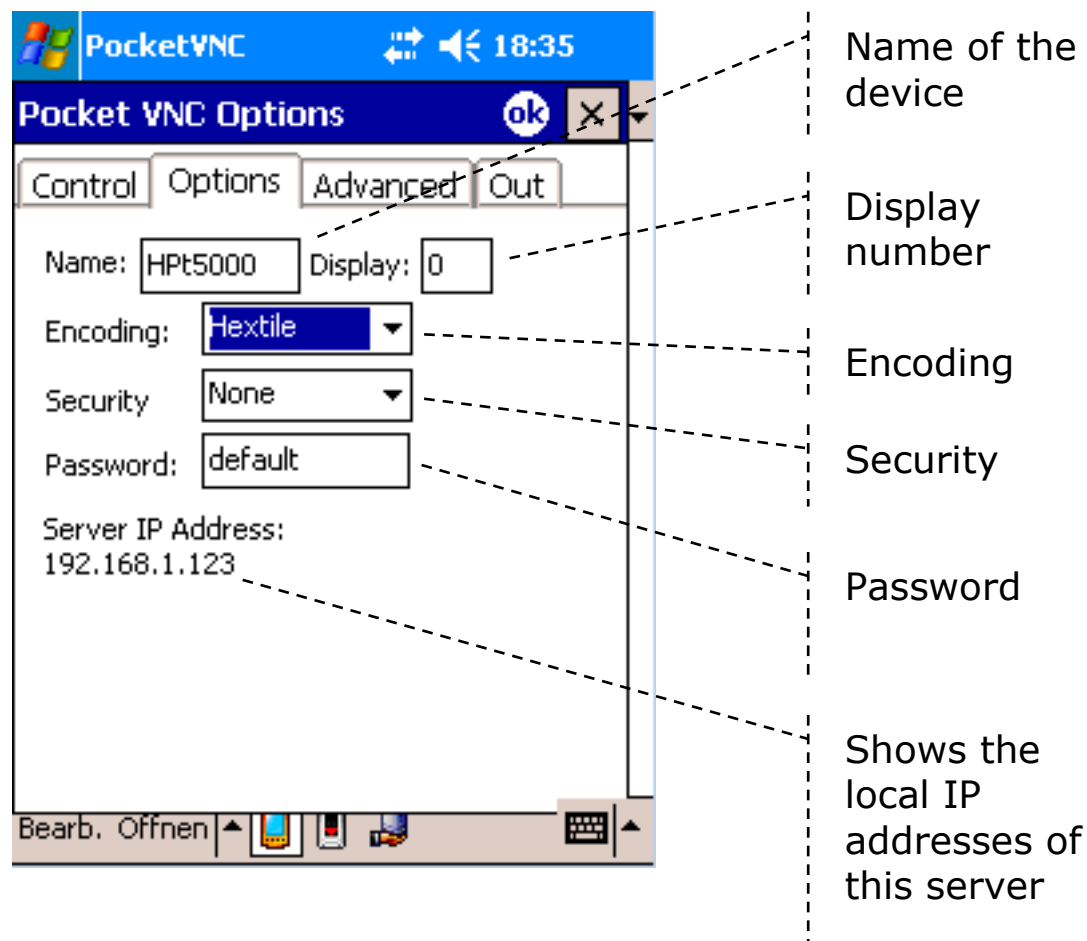 PocketVNC 18:35
Pocket VNC Options ok
Control Options Advanced Out
Name: HPt5000 Display: 0
Encoding: Hextile
Security None
Password: default
Server IP Address:
192.168.1.123
Bearb. Offnen
Name of the
device
Display
number
Encoding
Security
Password
Shows the
local IP
addresses of
this server